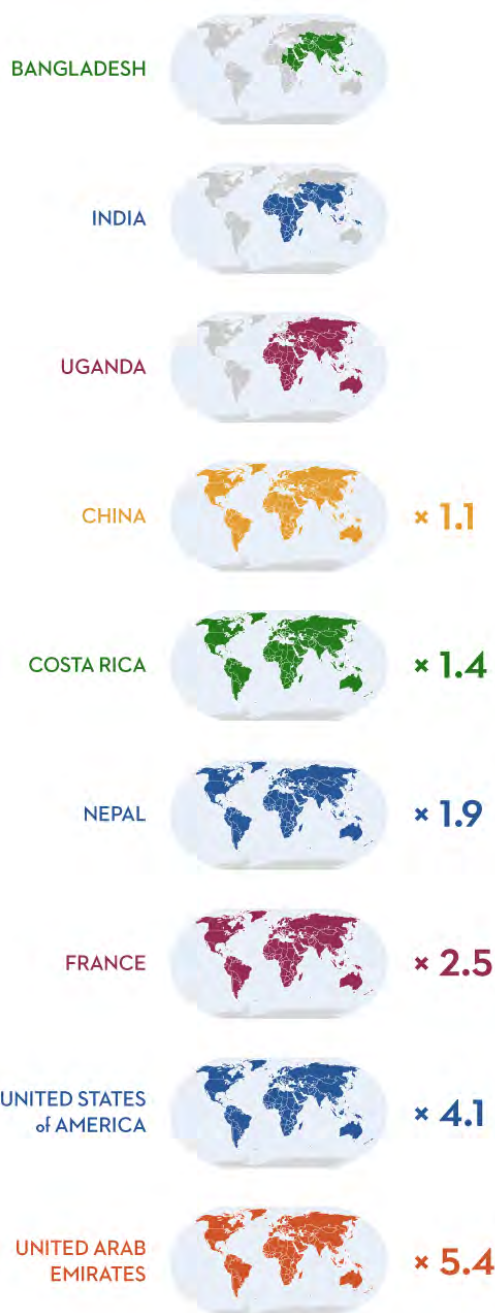 BANGLADESH
INDIA
UGANDA
CHINA
× 1.1
COSTA RICA
× 1.4
NEPAL
× 1.9
FRANCE
× 2.5
UNITED STATES
of AMERICA
× 4.1
UNITED ARAB
EMIRATES
× 5.4